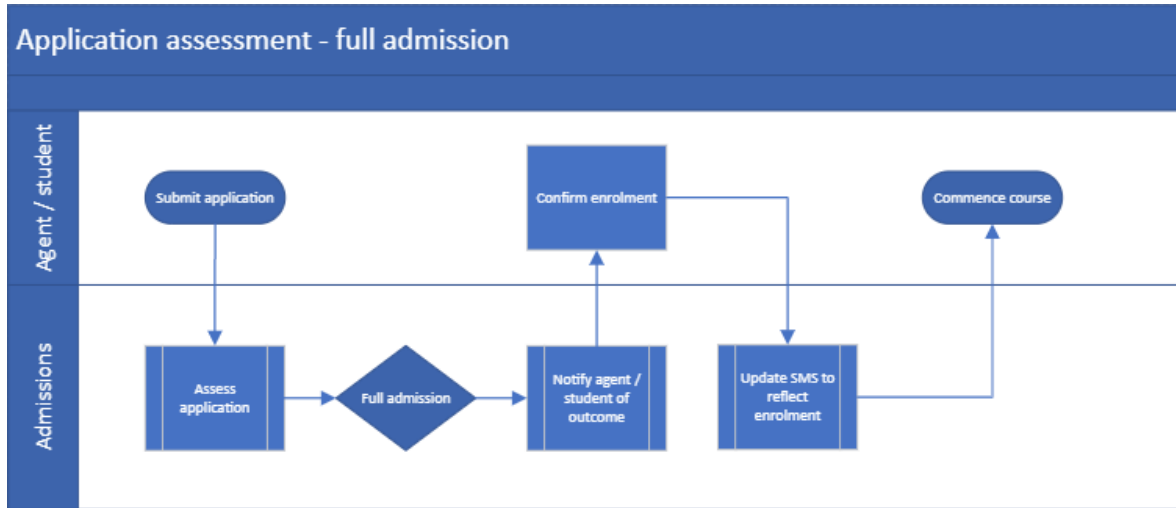 Application assessment - full admission
Agent / student
Submit application
Confirm enrolment
Commence course
Admissions
Assess
application
Full admission
Notify agent /
student of
outcome
Update SMS to
reflect
enrolment